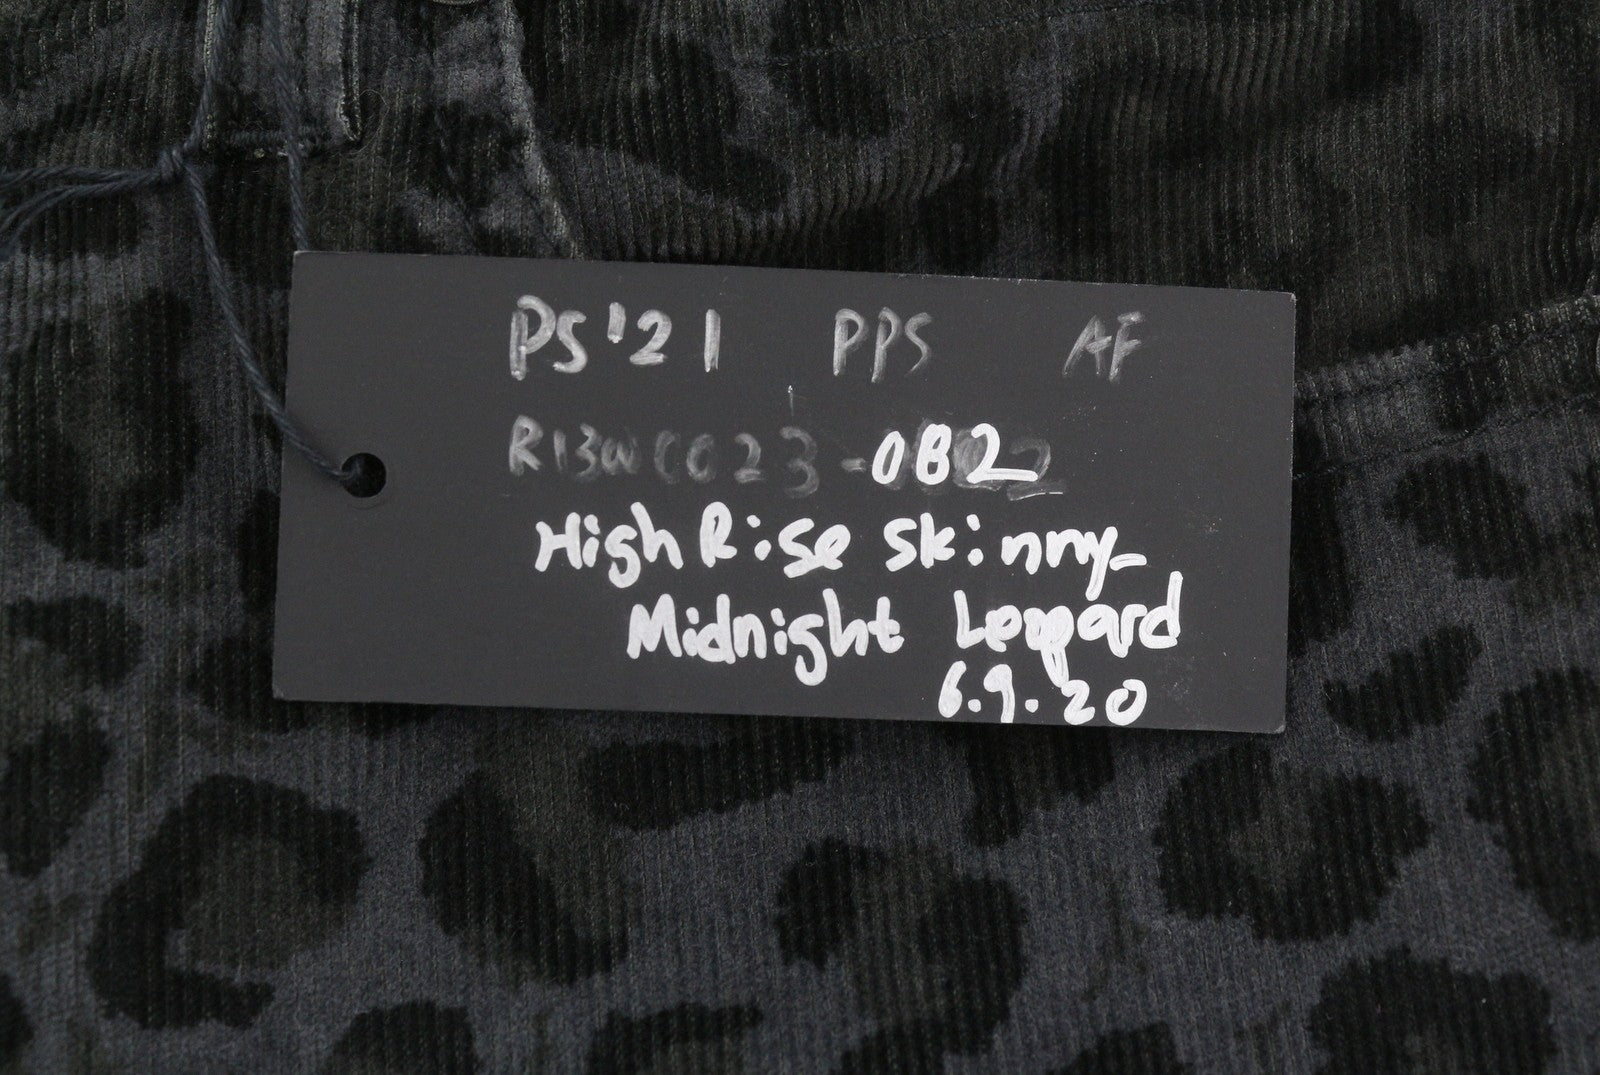 PS'21 PPS AF
R13WC023-0B2
High Rise Skinny-
Midnight Leopard
6.9.20